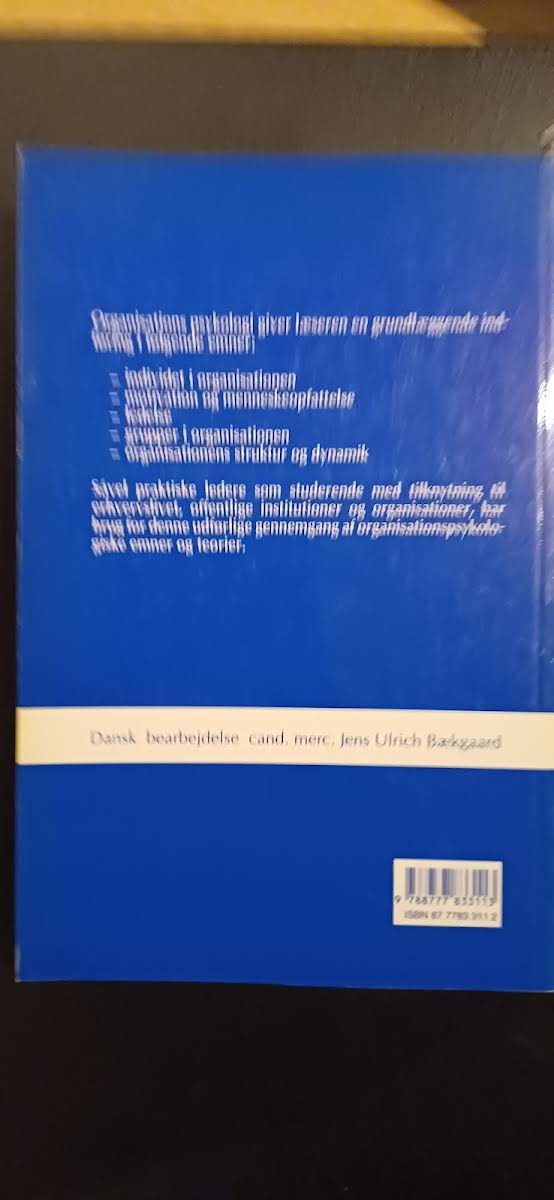 Organisations psykologi giver læseren en grundlæggende ind-
føring i følgende emner:
individet i organisationen
motivation og menneskeopfattelse
ledelse
grupper i organisationen
organisationens struktur og dynamik
Såvel praktiske ledere som studerende med tilknytning til
erhvervslivet, offentlige institutioner og organisationer, har
brug for denne udførlige gennemgang af organisationspsykolo-
giske emner og teorier.
Dansk bearbejdelse cand. merc. Jens Ulrich Bækgaard
9 788777 833113
ISBN 87 7783 311 2